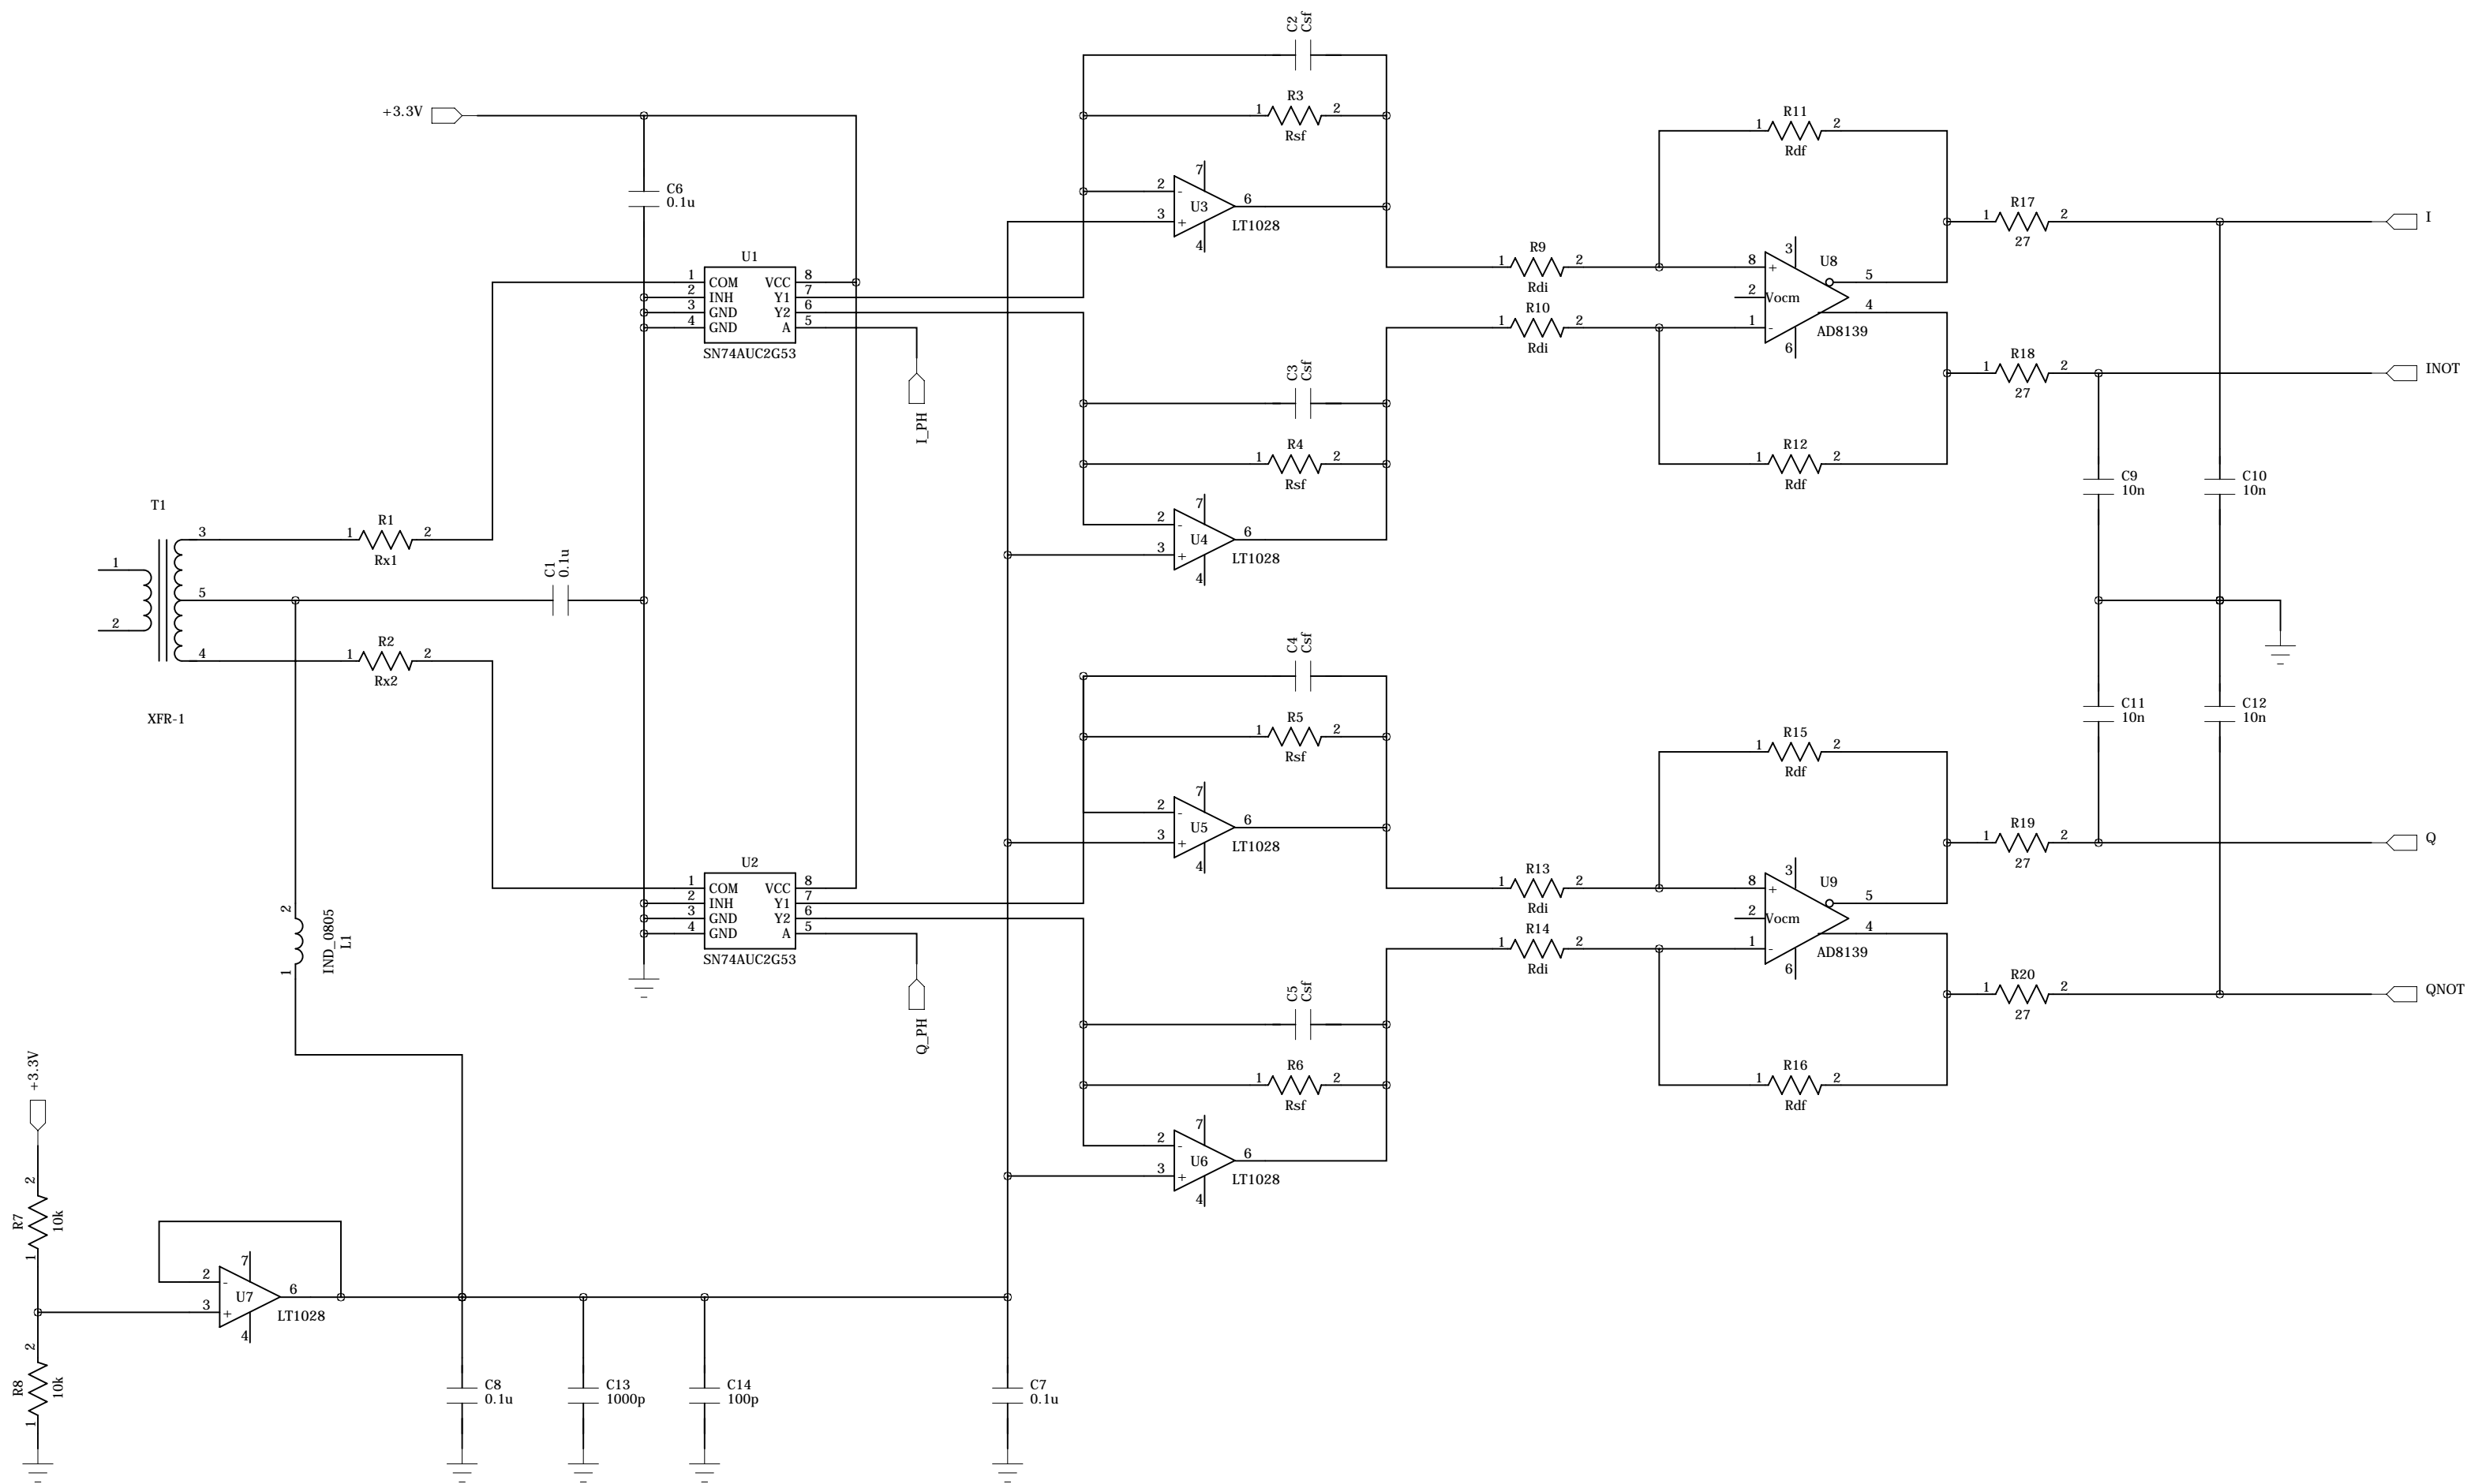 C2
Csf
+3.3V
1 R3 2
Rsf
1 R11 2
Rdf
C6
0.1u
7
2 -
U3 6
3 +
LT1028
4
1 R17 2
27
I
U1
1 COM VCC 8
2 INH Y1 7
3 GND Y2 6
4 GND A 5
SN74AUC2G53
1 R9 2
Rdi
1 R10 2
Rdi
3
U8
8 +
5
2 Vocm
4
1 -
AD8139
6
1 R18 2
27
INOT
I_PH
C3
Csf
1 R4 2
Rsf
1 R12 2
Rdf
C9
10n
C10
10n
7
2 -
U4 6
3 +
LT1028
4
T1
3
1 R1 2
Rx1
1
5
2
C1
0.1u
4
1 R2 2
Rx2
XFR-1
C4
Csf
1 R5 2
Rsf
C11
10n
C12
10n
1 R15 2
Rdf
7
2 -
U5 6
3 +
LT1028
4
1 R19 2
27
Q
U2
1 COM VCC 8
2 INH Y1 7
3 GND Y2 6
4 GND A 5
SN74AUC2G53
1 R13 2
Rdi
1 R14 2
Rdi
3
U9
8 +
5
2 Vocm
4
1 -
AD8139
6
2
IND_0805
L1
1
Q_PH
C5
Csf
1 R20 2
27
QNOT
1 R6 2
Rsf
1 R16 2
Rdf
7
2 -
U6 6
3 +
LT1028
4
+3.3V
2
R7
10k
1
7
2 -
U7 6
3 +
LT1028
4
2
R8
10k
1
C8
0.1u
C13
1000p
C14
100p
C7
0.1u